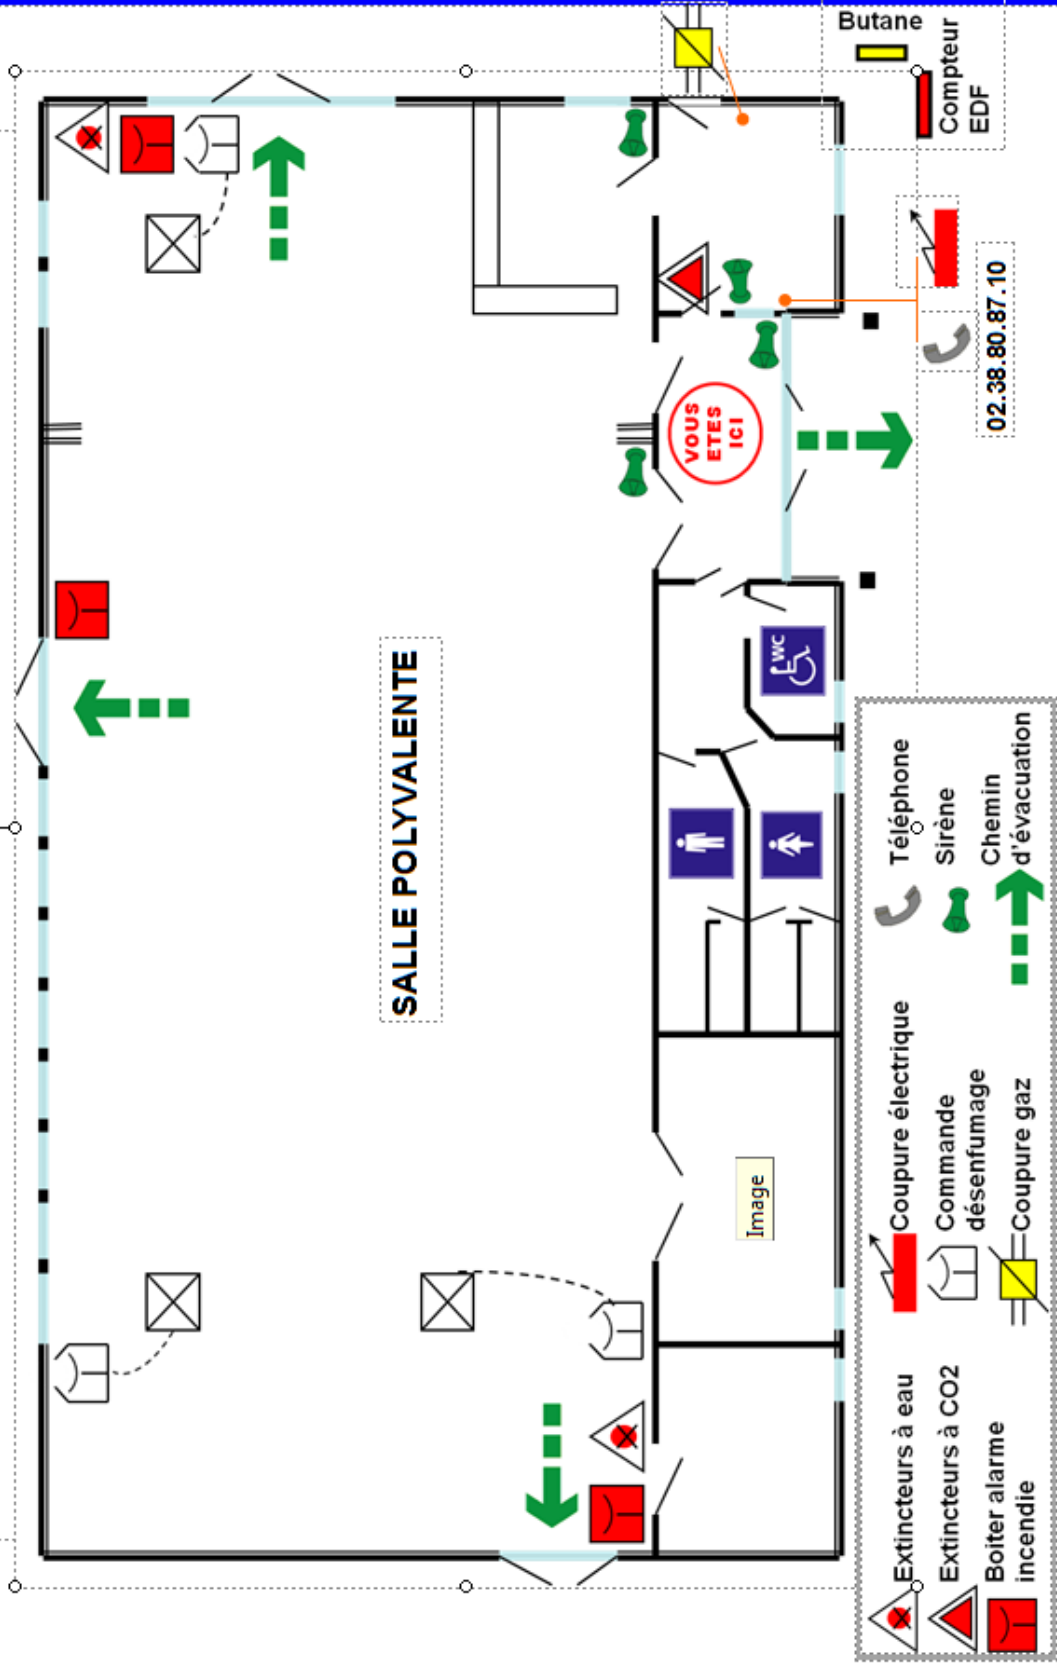 Butane
Compteur
EDF
02.38.80.87.10
VOUS
ETES
ICI
WC
SALLE POLYVALENTE
Image
Téléphone
Sirène
Chemin
d'évacuation
Coupure électrique
Commande
désenfumage
Coupure gaz
Extincteurs à eau
Extincteurs à CO2
Boiter alarme
incendie